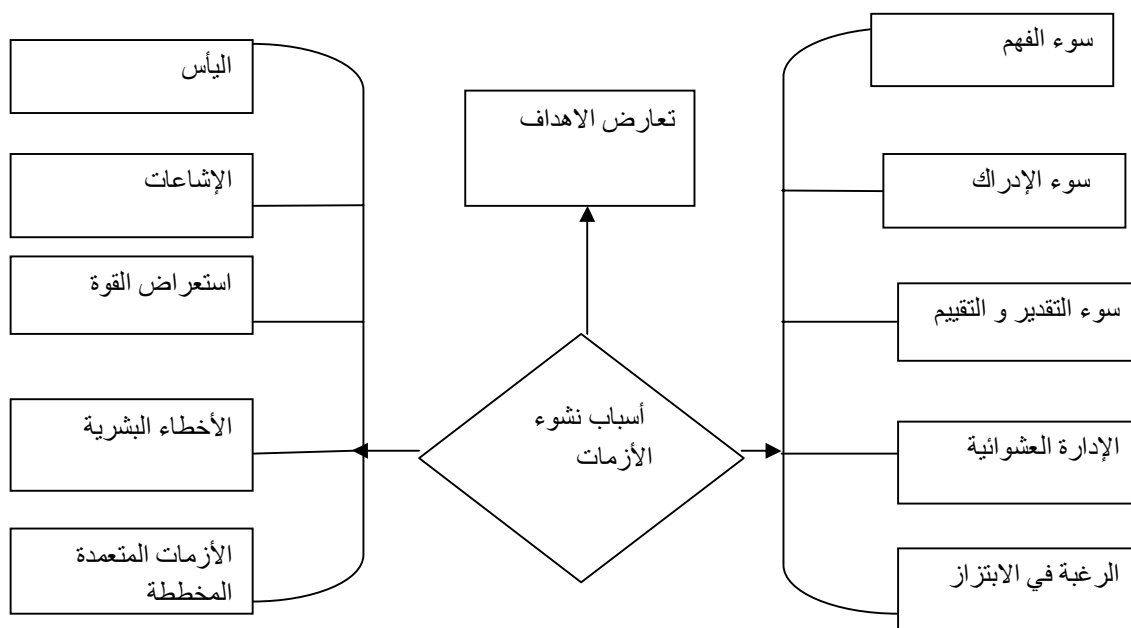 سوء الفهم
سوء الإدراك
سوء التقدير و التقييم
الإدارة العشوائية
الرغبة في الابتزاز
تعارض الاهداف
أسباب نشوء
الأزمات
اليأس
الإشاعات
استعراض القوة
الأخطاء البشرية
الأزمات المتعمدة
المخططة